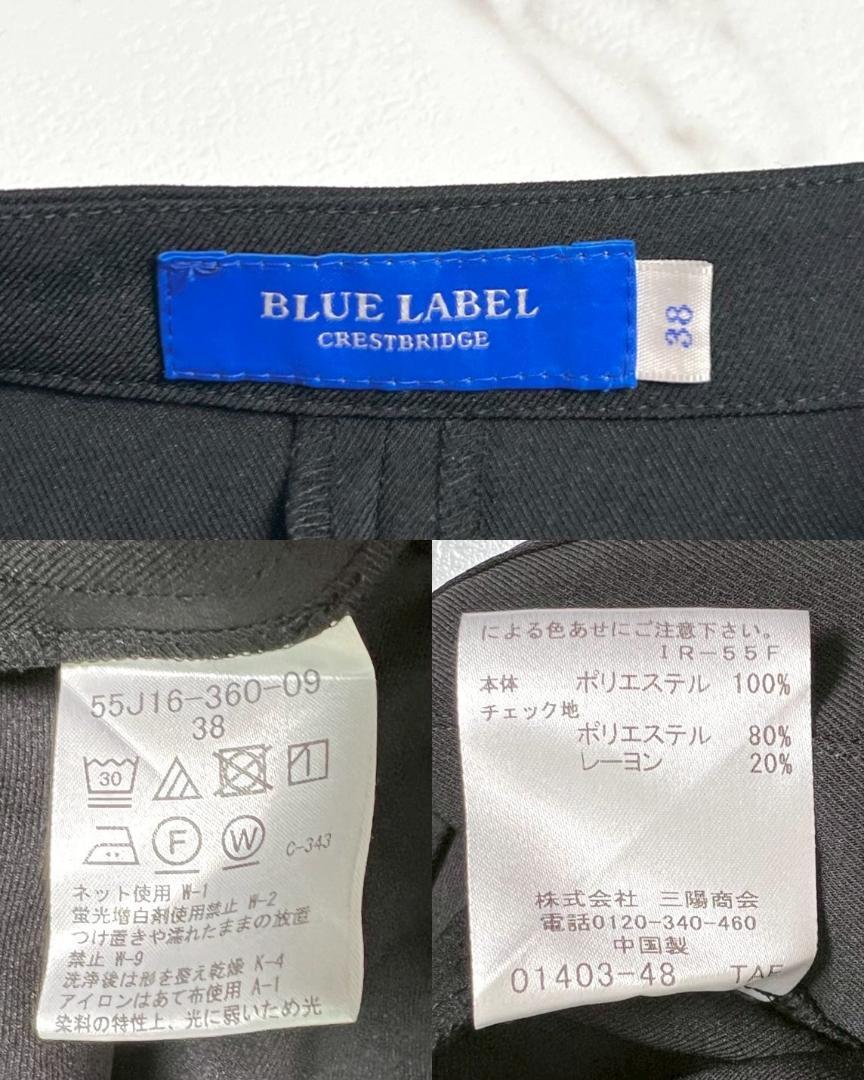 BLUE LABEL
CRESTBRIDGE
38
55J16-360-09
38
30
F
W
C-343
ネット使用 W-1
蛍光増白剤使用禁止 W-2
つけ置きや濡れたままの放置
禁止 W-9
洗浄後は形を整え乾燥 K-4
アイロンはあて布使用 A-1
染料の特性上、光に弱いため光
による色あせにご注意下さい。
IR-55F
本体 ポリエステル 100%
チェック地
ポリエステル 80%
レーヨン 20%
株式会社 三陽商会
電話0120-340-460
中国製
01403-48